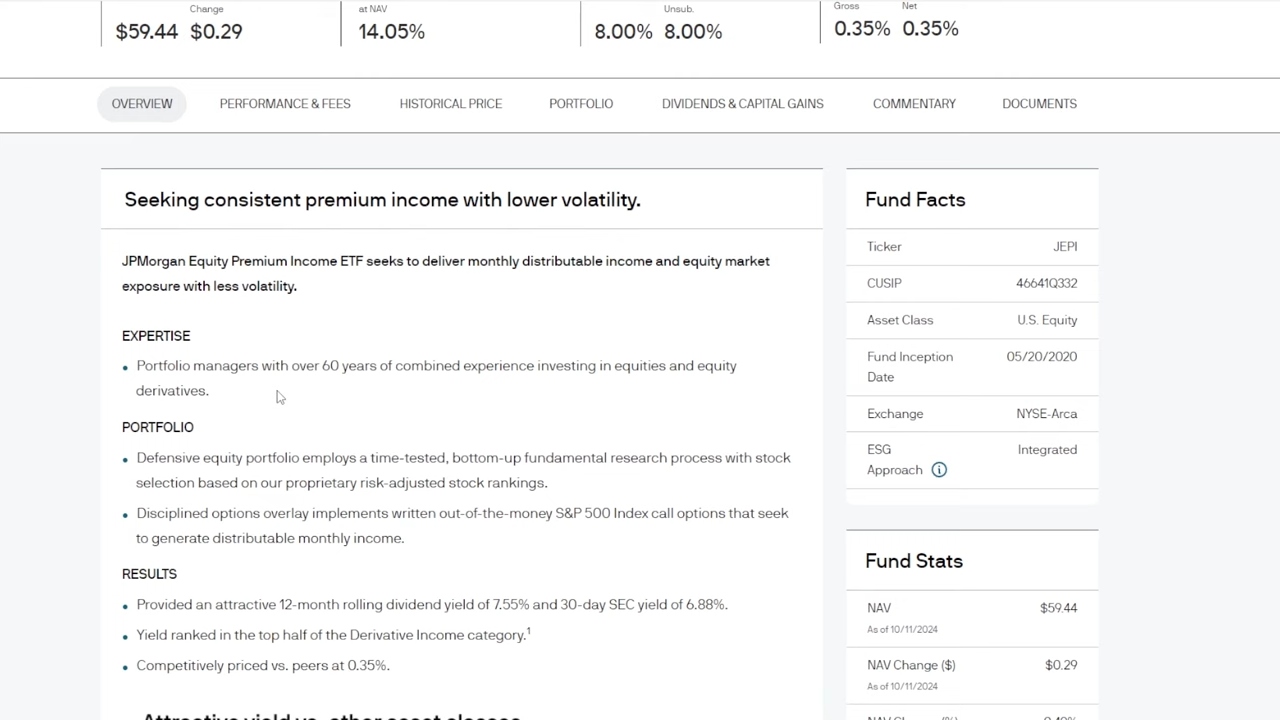 Change
at NAV
Unsub.
Gross
Net
$59.44 $0.29
14.05%
8.00% 8.00%
0.35% 0.35%
OVERVIEW
PERFORMANCE & FEES
HISTORICAL PRICE
PORTFOLIO
DIVIDENDS & CAPITAL GAINS
COMMENTARY
DOCUMENTS
Seeking consistent premium income with lower volatility.
JPMorgan Equity Premium Income ETF seeks to deliver monthly distributable income and equity market
exposure with less volatility.
EXPERTISE
• Portfolio managers with over 60 years of combined experience investing in equities and equity
derivatives.
PORTFOLIO
• Defensive equity portfolio employs a time-tested, bottom-up fundamental research process with stock
selection based on our proprietary risk-adjusted stock rankings.
• Disciplined options overlay implements written out-of-the-money S&P 500 Index call options that seek
to generate distributable monthly income.
RESULTS
• Provided an attractive 12-month rolling dividend yield of 7.55% and 30-day SEC yield of 6.88%.
• Yield ranked in the top half of the Derivative Income category.¹
• Competitively priced vs. peers at 0.35%.
Attractive yield vs. other asset classes
Fund Facts
Ticker JEPI
CUSIP 46641Q332
Asset Class U.S. Equity
Fund Inception 05/20/2020
Date
Exchange NYSE-Arca
ESG Integrated
Approach
Fund Stats
NAV $59.44
As of 10/11/2024
NAV Change ($) $0.29
As of 10/11/2024
NAV Change (%) 0.49%